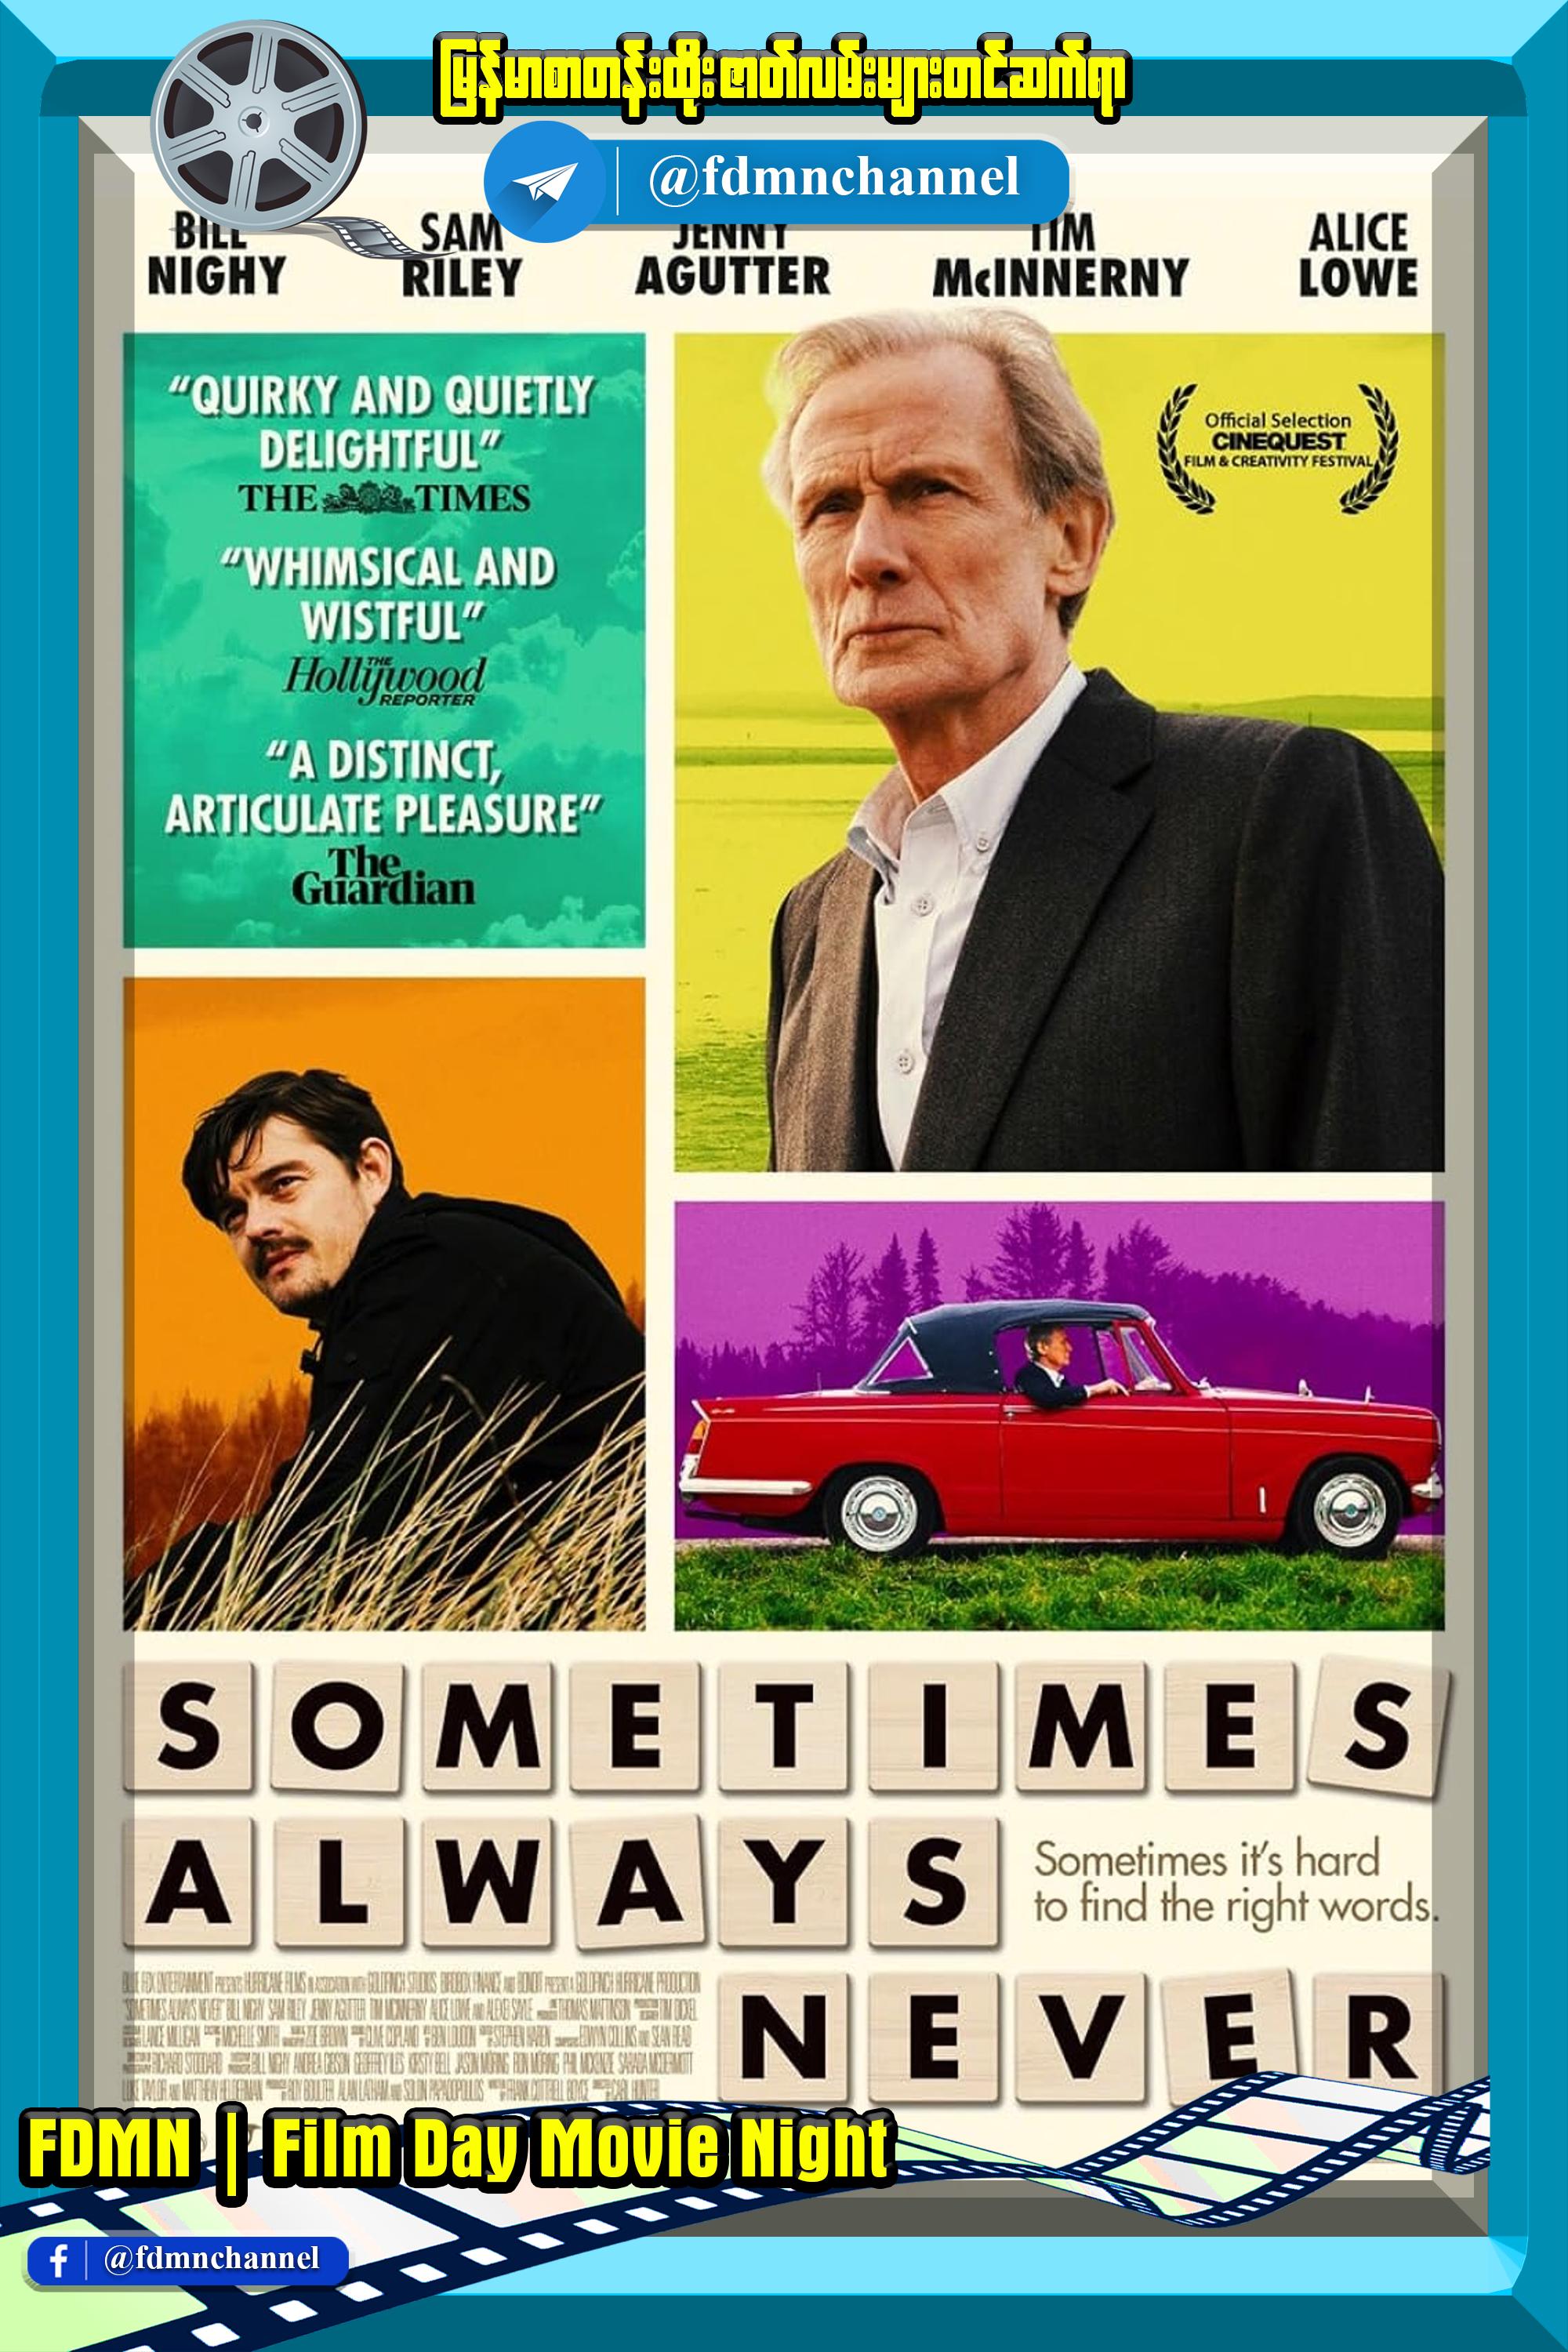 မြန်မာစာတန်းထိုး ဇာတ်လမ်းများတင်ဆက်ရာ
@fdmnchannel
BILL NIGHY
SAM RILEY
JENNY AGUTTER
TIM McINNERNY
ALICE LOWE
"QUIRKY AND QUIETLY
DELIGHTFUL"
THE TIMES
"WHIMSICAL AND
WISTFUL"
THE
Hollywood
REPORTER
"A DISTINCT,
ARTICULATE PLEASURE"
The
Guardian
Official Selection
CINEQUEST
FILM & CREATIVITY FESTIVAL
SOMETIMES
ALWAYS
Sometimes it's hard
to find the right words.
NEVER
FDMN | Film Day Movie Night
f @fdmnchannel